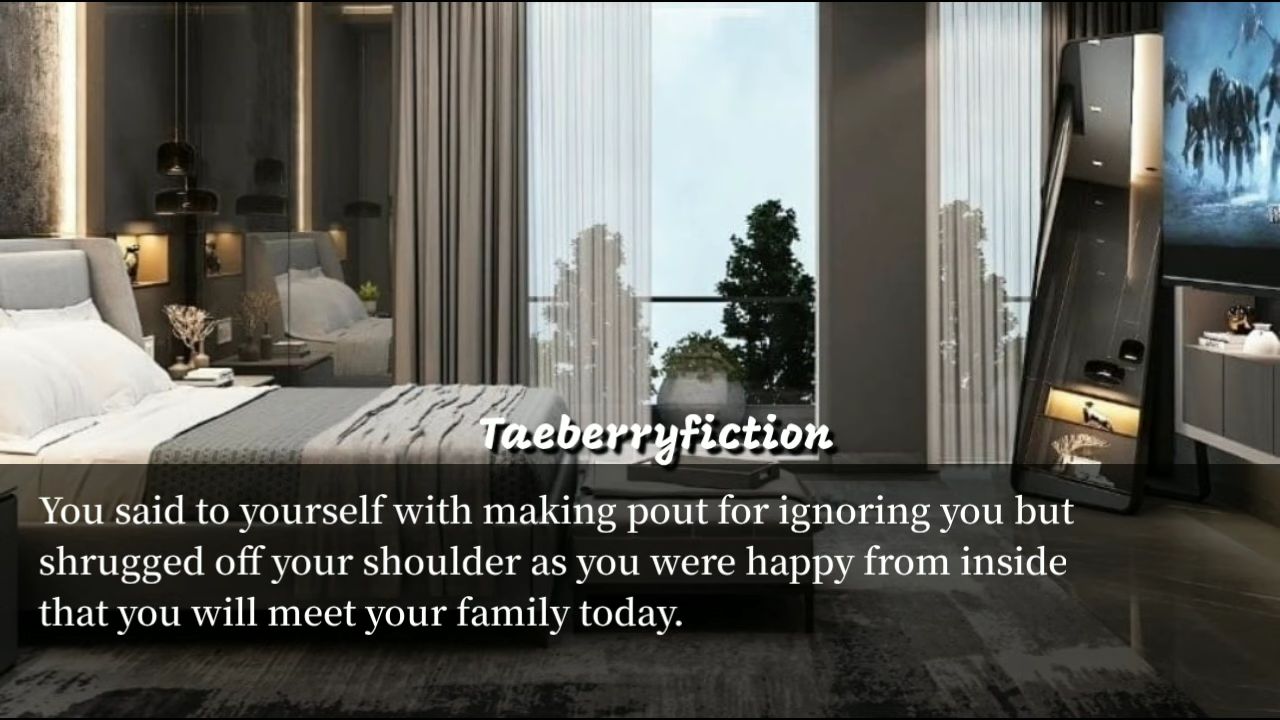 Taeberryfiction
You said to yourself with making pout for ignoring you but
shrugged off your shoulder as you were happy from inside
that you will meet your family today.